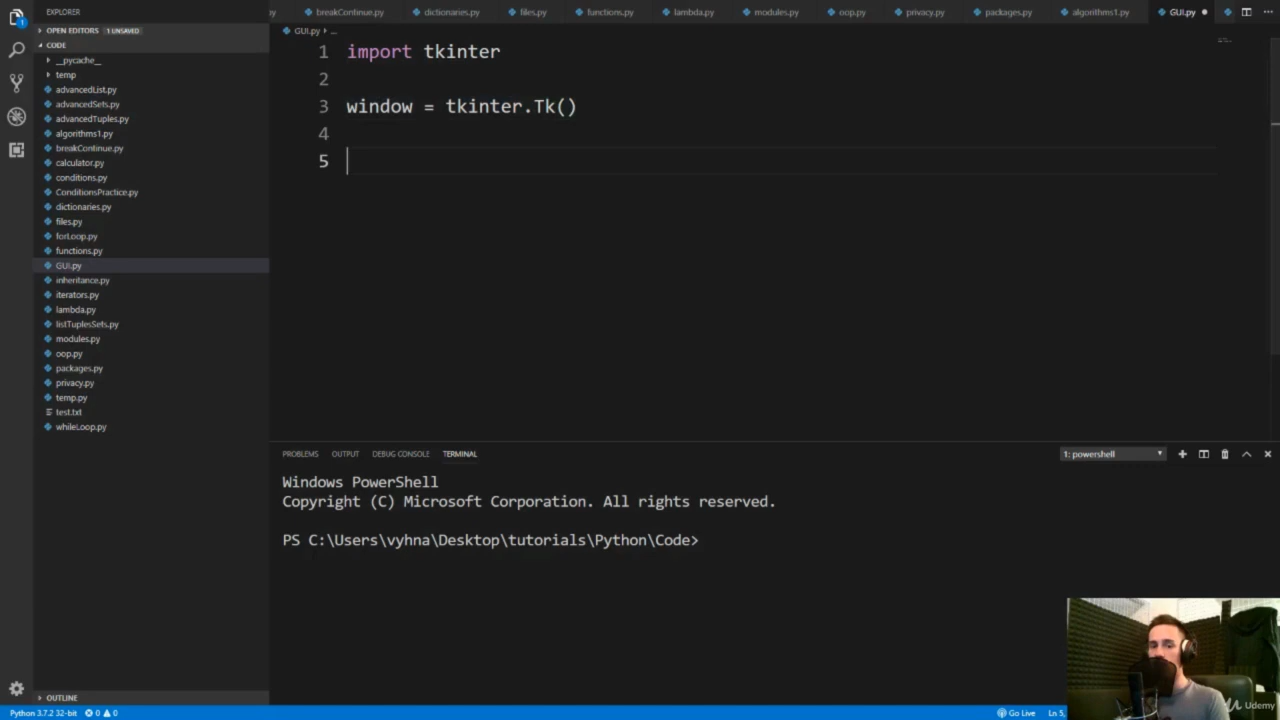 EXPLORER
breakContinue.py
dictionaries.py
files.py
functions.py
lambda.py
modules.py
oop.py
privacy.py
packages.py
algorithms1.py
GUI.py
OPEN EDITORS 1 UNSAVED
GUI.py ...
CODE
__pycache__
temp
advancedList.py
advancedSets.py
advancedTuples.py
algorithms1.py
breakContinue.py
calculator.py
conditions.py
ConditionsPractice.py
dictionaries.py
files.py
forLoop.py
functions.py
GUI.py
inheritance.py
iterators.py
lambda.py
listTuplesSets.py
modules.py
oop.py
packages.py
privacy.py
temp.py
test.txt
whileLoop.py
OUTLINE
1 import tkinter
2
3 window = tkinter.Tk()
4
5
PROBLEMS OUTPUT DEBUG CONSOLE TERMINAL
1: powershell
Windows PowerShell
Copyright (C) Microsoft Corporation. All rights reserved.
PS C:\Users\vyhna\Desktop\tutorials\Python\Code>
Udemy
Python 3.7.2 32-bit 0 0
Go Live Ln 5,